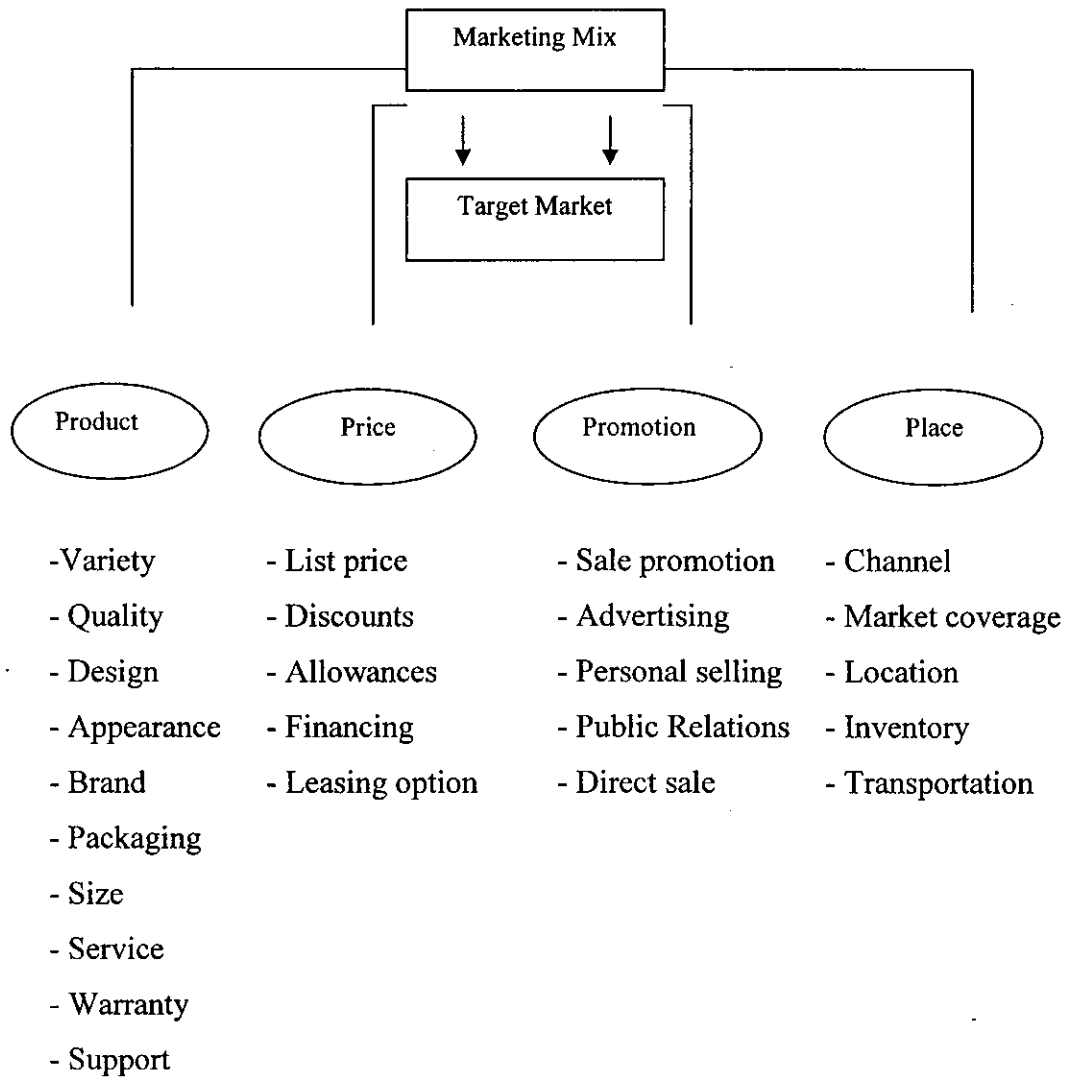 Marketing Mix
Target Market
Product
Price
Promotion
Place
-Variety
- Quality
- Design
- Appearance
- Brand
- Packaging
- Size
- Service
- Warranty
- Support
- List price
- Discounts
- Allowances
- Financing
- Leasing option
- Sale promotion
- Advertising
- Personal selling
- Public Relations
- Direct sale
- Channel
- Market coverage
- Location
- Inventory
- Transportation